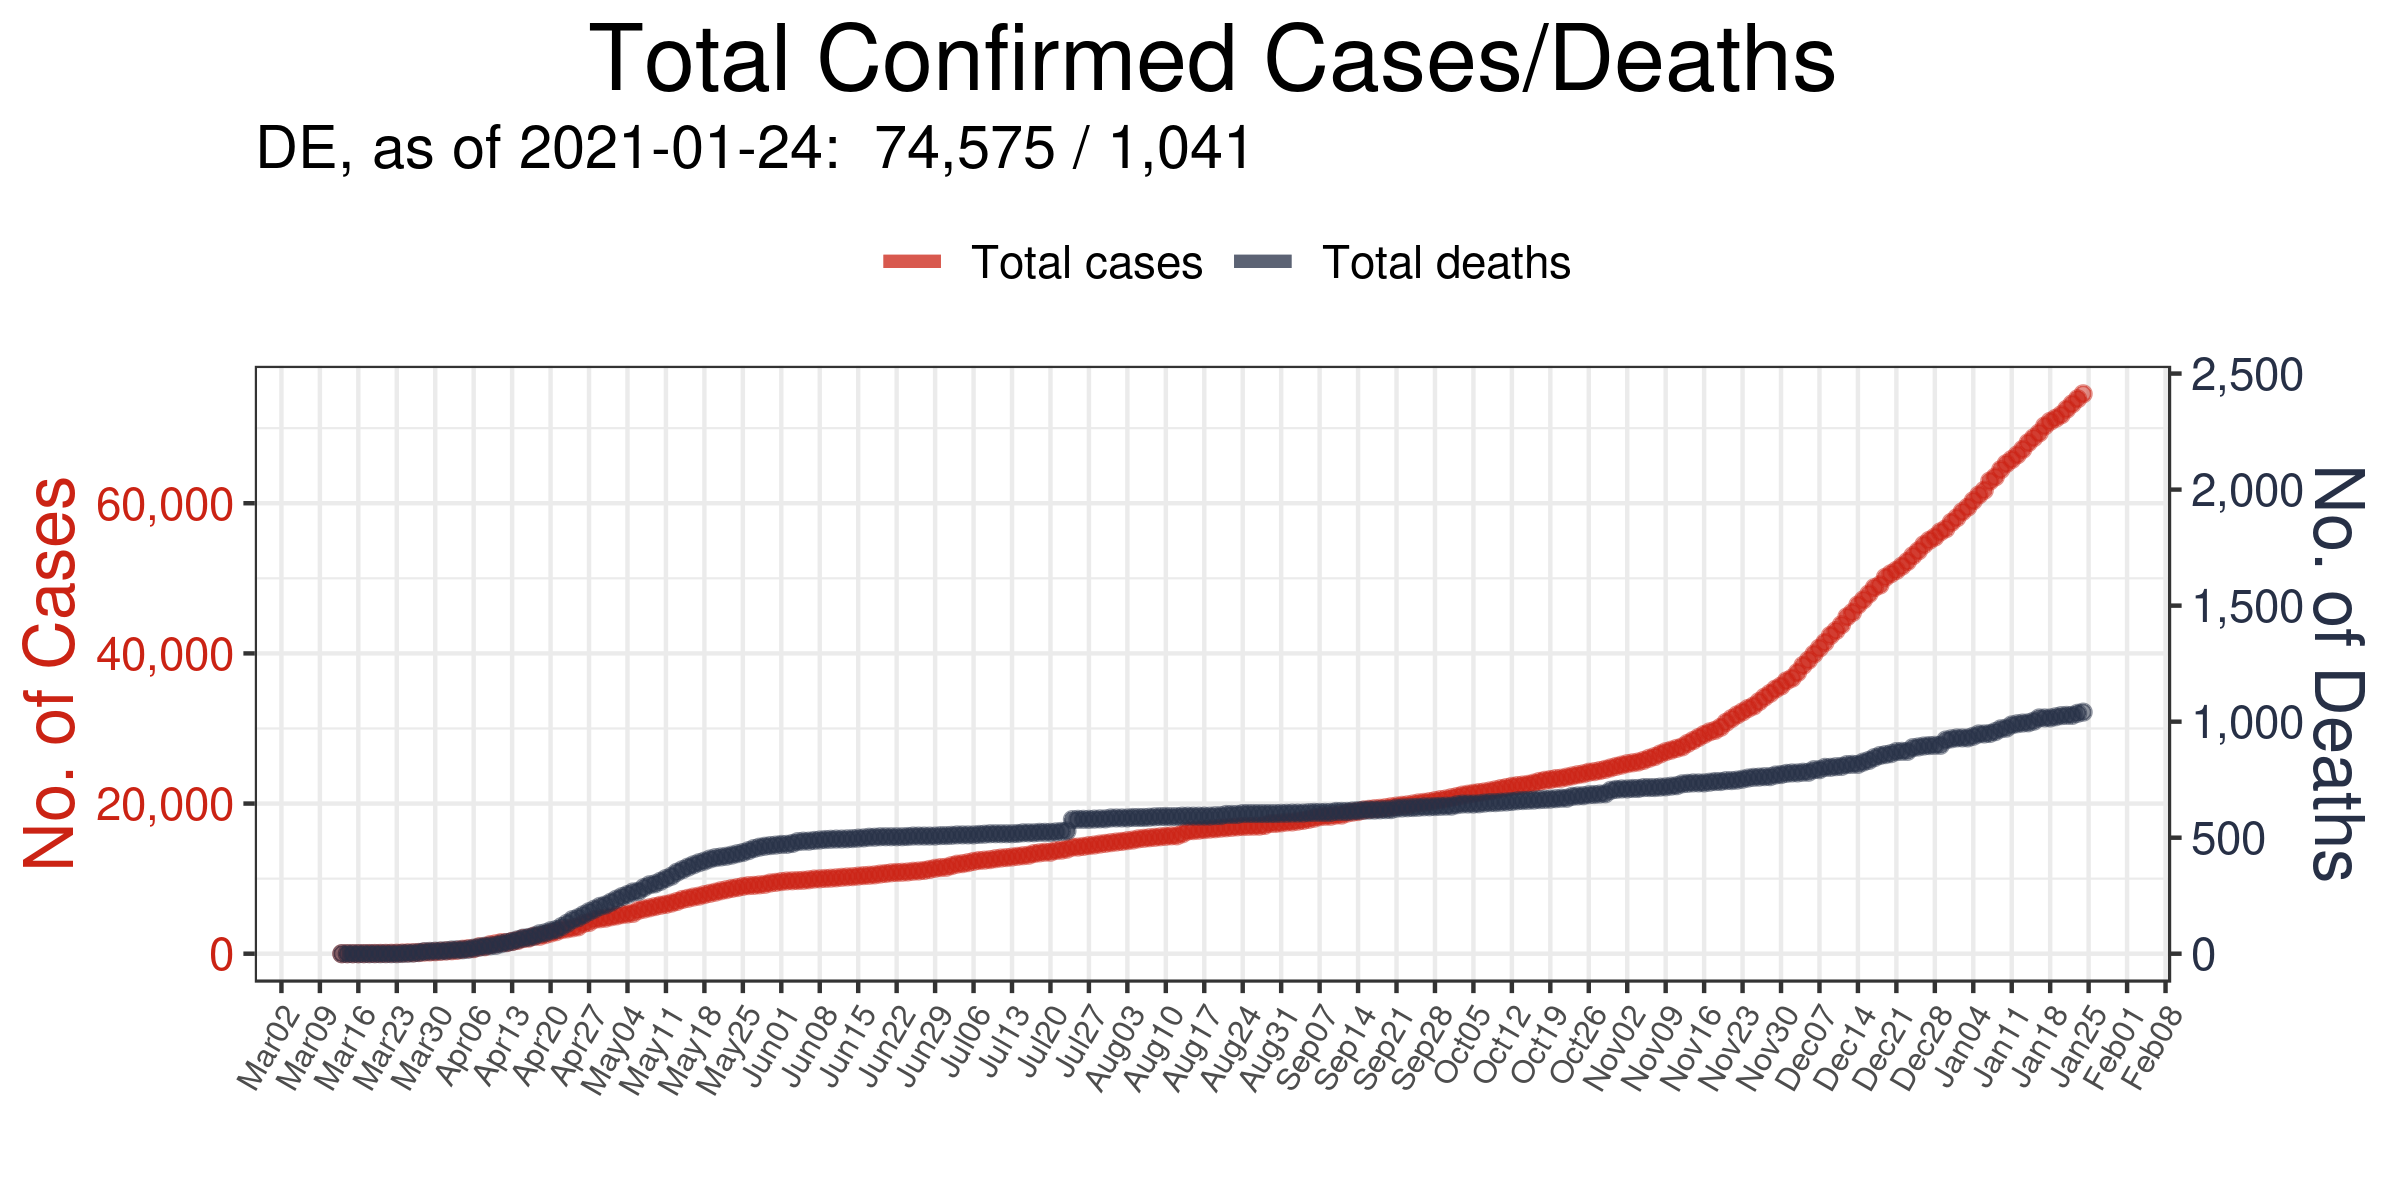 Total Confirmed Cases/Deaths
DE, as of 2021-01-24: 74,575 / 1,041
Total cases
Total deaths
No. of Cases
60,000
40,000
20,000
0
2,500
2,000
1,500
1,000
500
0
No. of Deaths
Mar02
Mar09
Mar16
Mar23
Mar30
Apr06
Apr13
Apr20
Apr27
May04
May11
May18
May25
Jun01
Jun08
Jun15
Jun22
Jun29
Jul06
Jul13
Jul20
Jul27
Aug03
Aug10
Aug17
Aug24
Aug31
Sep07
Sep14
Sep21
Sep28
Oct05
Oct12
Oct19
Oct26
Nov02
Nov09
Nov16
Nov23
Nov30
Dec07
Dec14
Dec21
Dec28
Jan04
Jan11
Jan18
Jan25
Feb01
Feb08